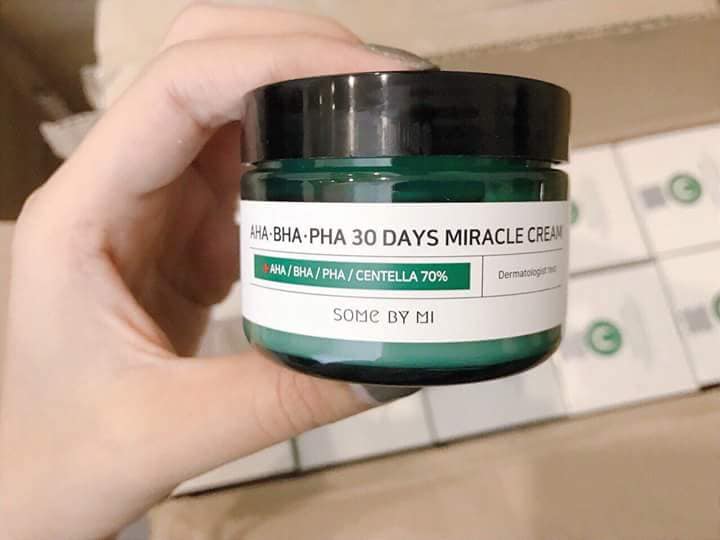 AHA·BHA·PHA 30 DAYS MIRACLE CREAM
+AHA / BHA / PHA / CENTELLA 70%
Dermatologist test
SOME BY MI